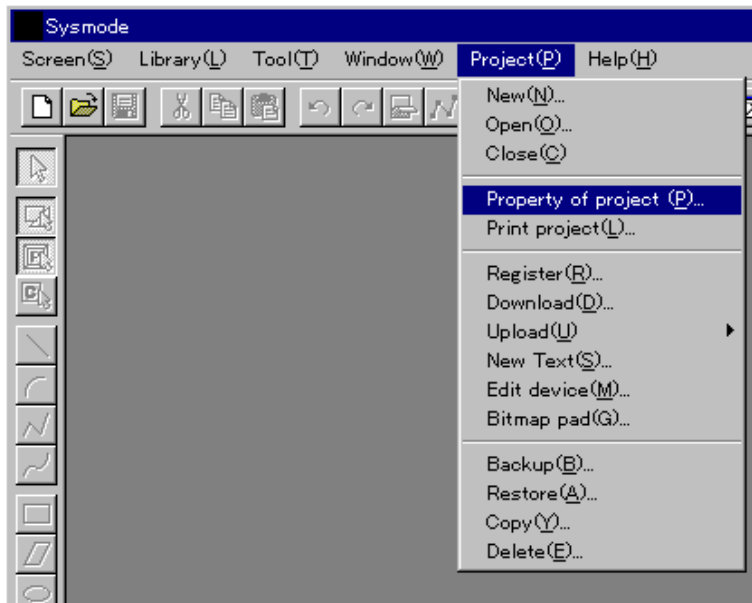 Sysmode
Screen(S) Library(L) Tool(T) Window(W) Project(P) Help(H)
New(N)...
Open(O)...
Close(C)
Property of project (P)...
Print project(L)...
Register(R)...
Download(D)...
Upload(U)
New Text(S)...
Edit device(M)...
Bitmap pad(G)...
Backup(B)...
Restore(A)...
Copy(Y)...
Delete(E)...